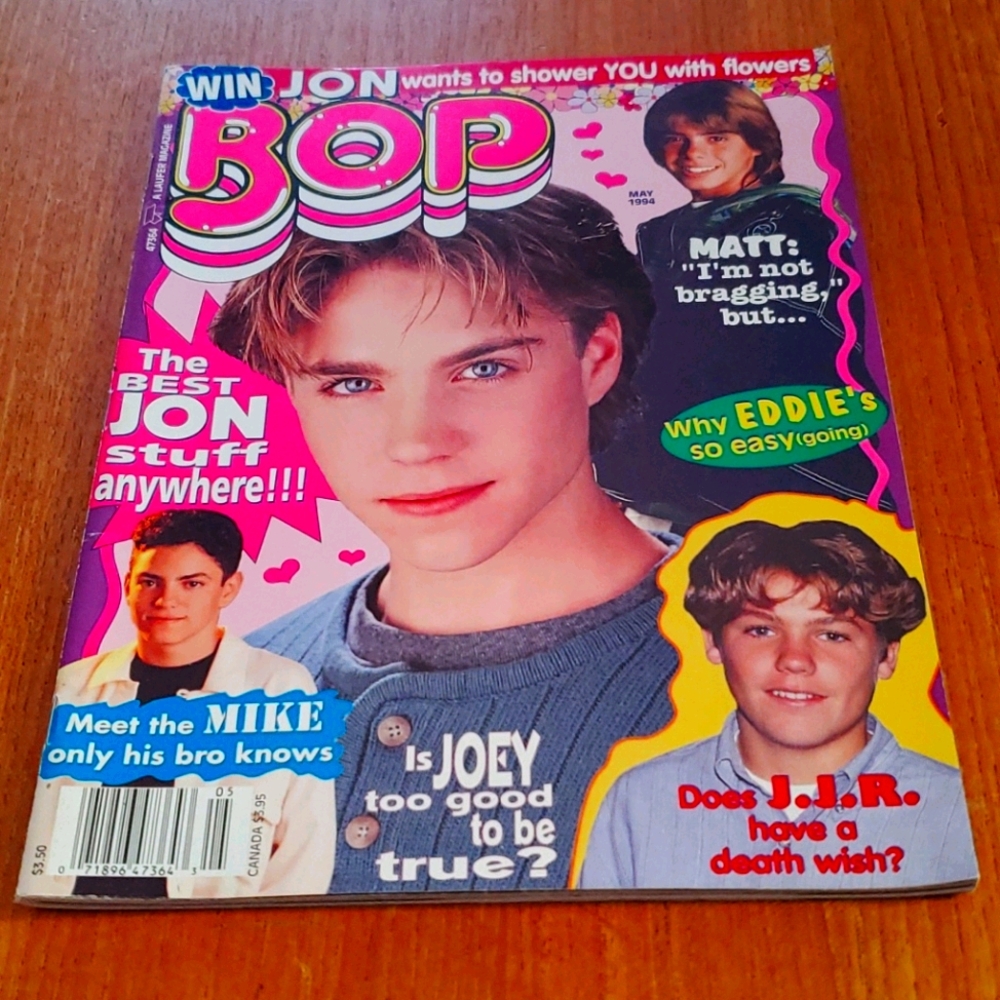 WIN JON wants to shower YOU with flowers
BOP
47364 A LAUFER MAGAZINE
MAY
1994
MATT:
"I'm not
bragging,"
but...
The
BEST
JON
stuff
anywhere!!!
Why EDDIE's
so easy(going)
Meet the MIKE
only his bro knows
Is JOEY
too good
to be
true?
Does J.J.R.
have a
death wish?
$3.50
CANADA $3.95
05
0 71896 47364 3